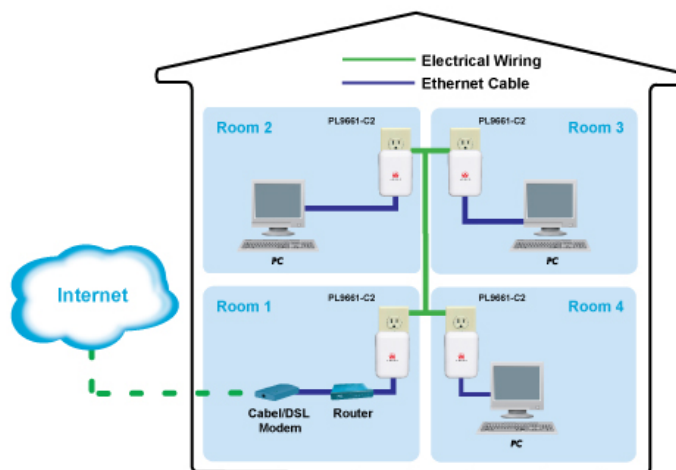 Electrical Wiring
Ethernet Cable
Room 2
PL9661-C2
PL9661-C2
Room 3
PC
PC
Internet
Room 1
PL9661-C2
PL9661-C2
Room 4
Cabel/DSL
Modem
Router
PC